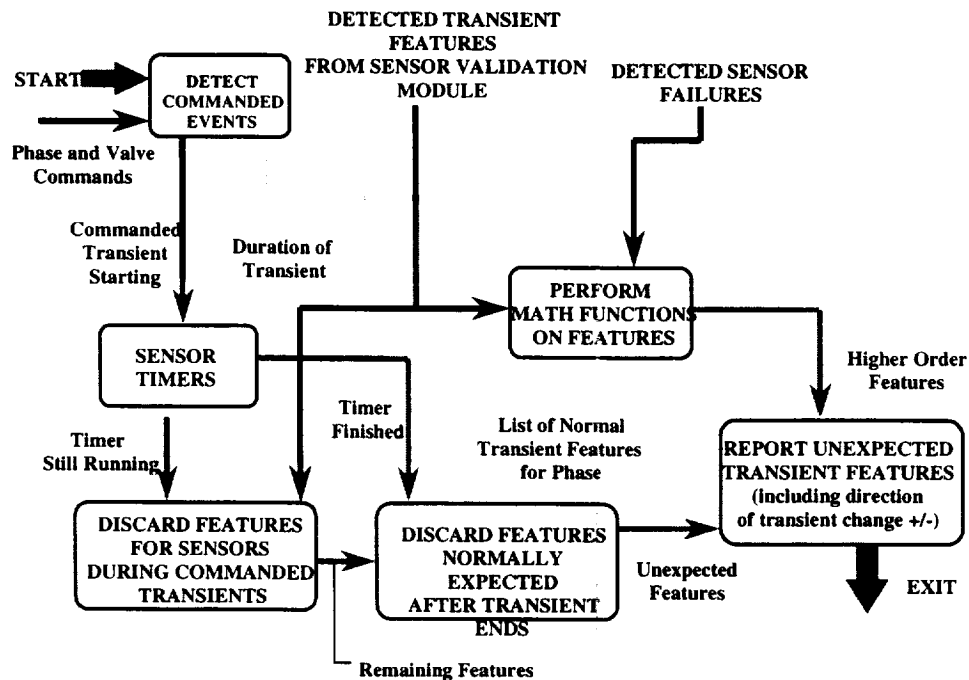 DETECTED TRANSIENT
FEATURES
FROM SENSOR VALIDATION
MODULE
START
DETECT
COMMANDED
EVENTS
DETECTED SENSOR
FAILURES
Phase and Valve
Commands
Commanded
Transient
Starting
Duration of
Transient
PERFORM
MATH FUNCTIONS
ON FEATURES
SENSOR
TIMERS
Higher Order
Features
Timer
Still Running
Timer
Finished
List of Normal
Transient Features
for Phase
REPORT UNEXPECTED
TRANSIENT FEATURES
(including direction
of transient change +/-)
DISCARD FEATURES
FOR SENSORS
DURING COMMANDED
TRANSIENTS
DISCARD FEATURES
NORMALLY
EXPECTED
AFTER TRANSIENT
ENDS
Unexpected
Features
EXIT
Remaining Features